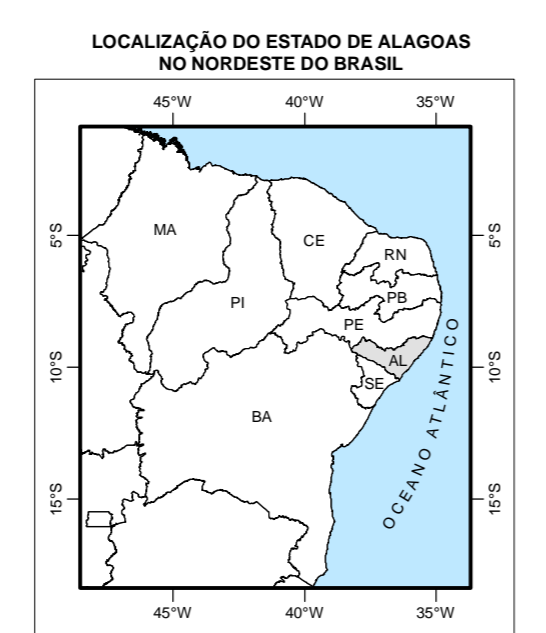 LOCALIZAÇÃO DO ESTADO DE ALAGOAS
NO NORDESTE DO BRASIL
45°W 40°W 35°W
5°S 5°S
MA
CE
RN
PB
PI
PE
AL
SE
BA
10°S 10°S
OCEANO ATLÂNTICO
15°S 15°S
45°W 40°W 35°W